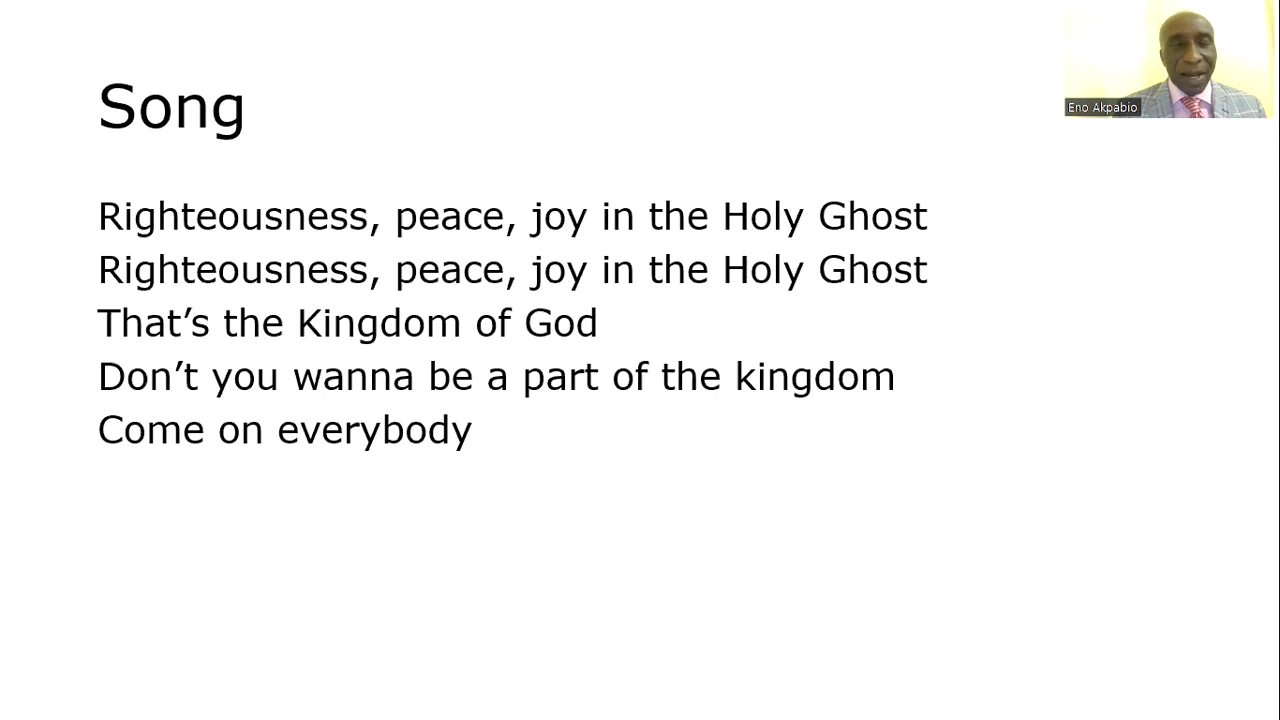 Song
Eno Akpabio
Righteousness, peace, joy in the Holy Ghost
Righteousness, peace, joy in the Holy Ghost
That’s the Kingdom of God
Don’t you wanna be a part of the kingdom
Come on everybody